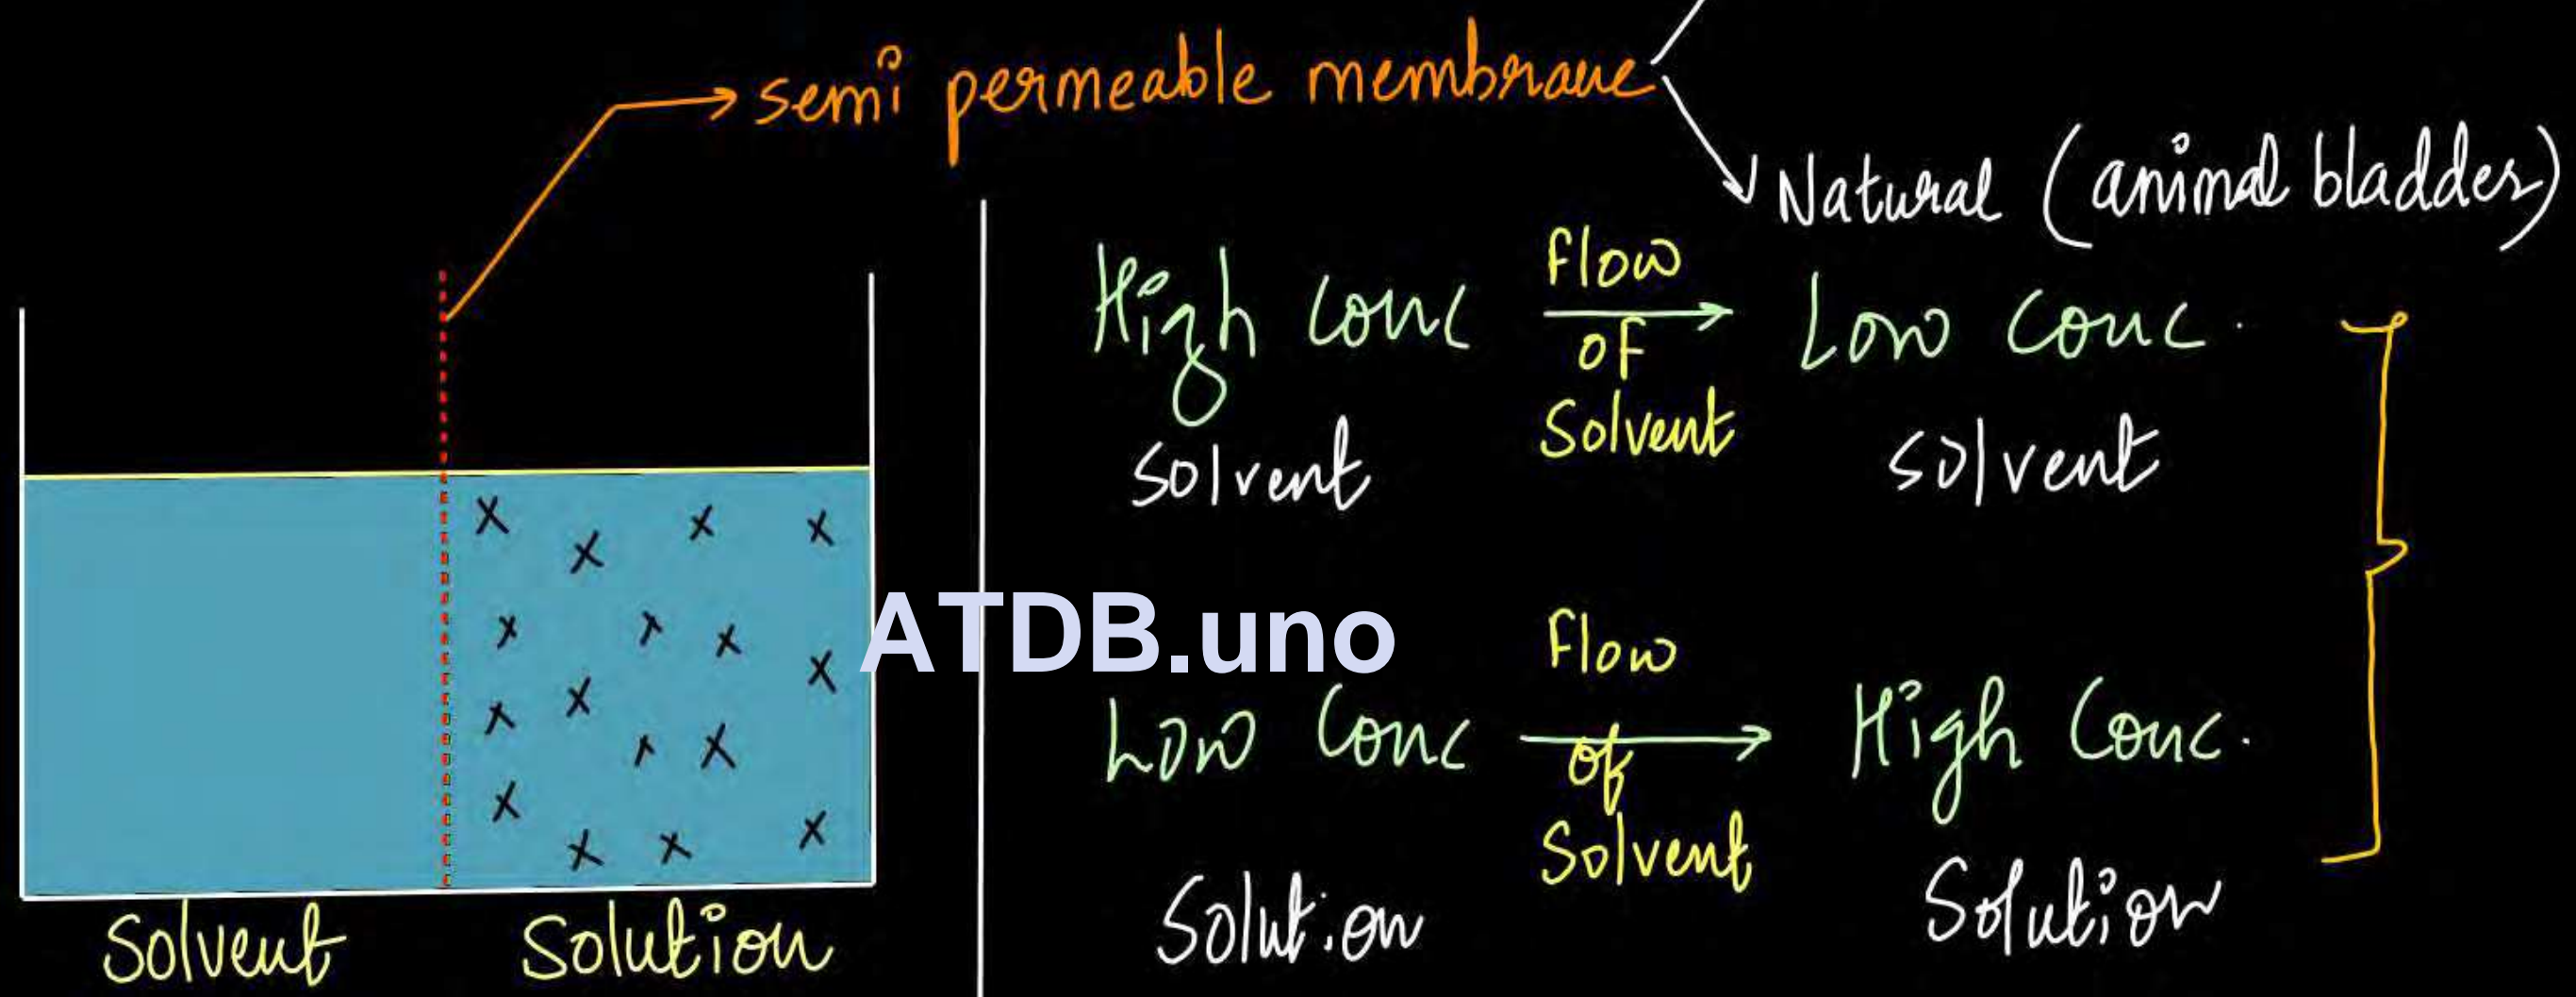 semi permeable membrane
Natural (animal bladder)
High Conc Flow of Solvent Low Conc.
Solvent Solvent
ATDB.uno
Low Conc Flow of Solvent High Conc.
Solution Solution
Solvent Solution